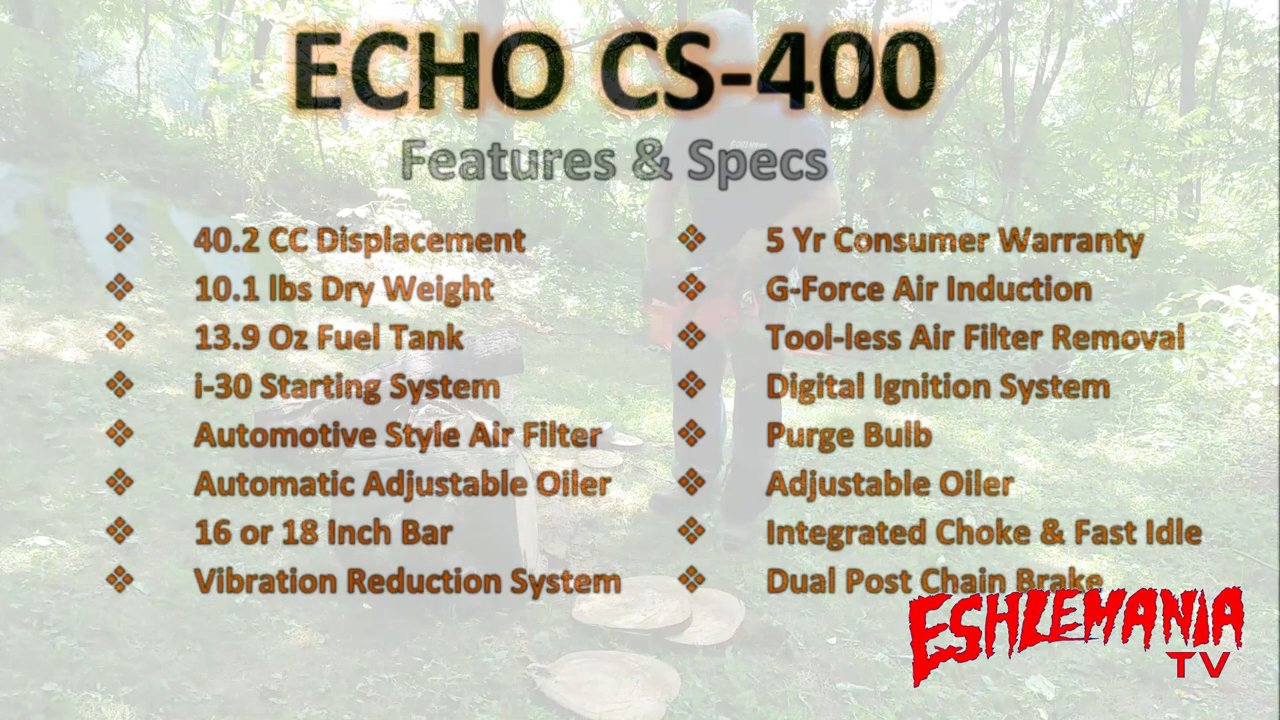 ECHO CS-400
Features & Specs
40.2 CC Displacement
10.1 lbs Dry Weight
13.9 Oz Fuel Tank
i-30 Starting System
Automotive Style Air Filter
Automatic Adjustable Oiler
16 or 18 Inch Bar
Vibration Reduction System
5 Yr Consumer Warranty
G-Force Air Induction
Tool-less Air Filter Removal
Digital Ignition System
Purge Bulb
Adjustable Oiler
Integrated Choke & Fast Idle
Dual Post Chain Brake
ESHLEMANIA
TV